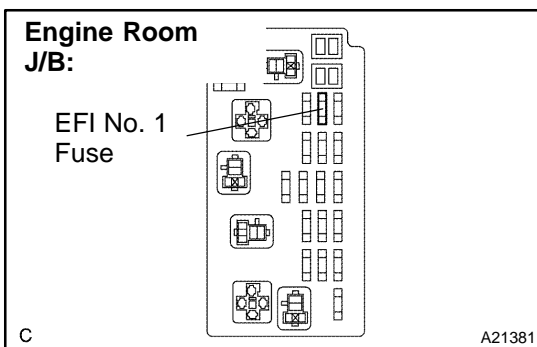 Engine Room
J/B:
EFI No. 1
Fuse
C
A21381